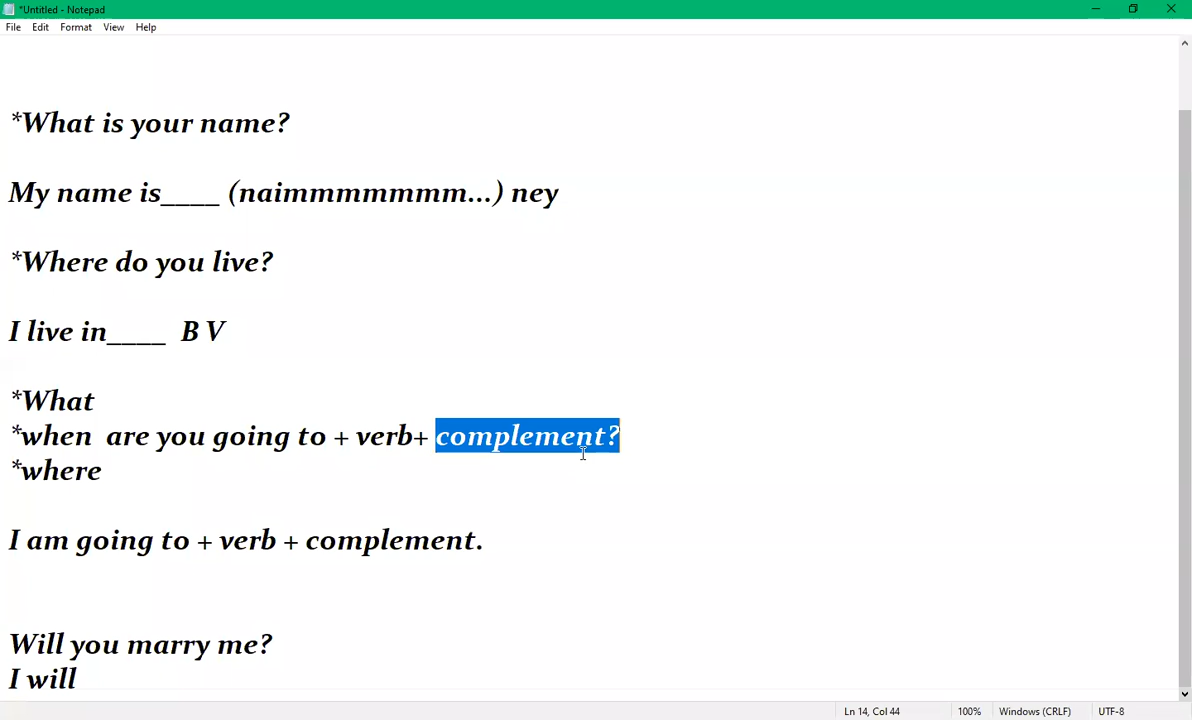 *Untitled - Notepad
File Edit Format View Help
*What is your name?
My name is____ (naimmmmmmm...) ney
*Where do you live?
I live in____ B V
*What
*when are you going to + verb+ complement?
*where
I am going to + verb + complement.
Will you marry me?
I will
Ln 14, Col 44 100% Windows (CRLF) UTF-8